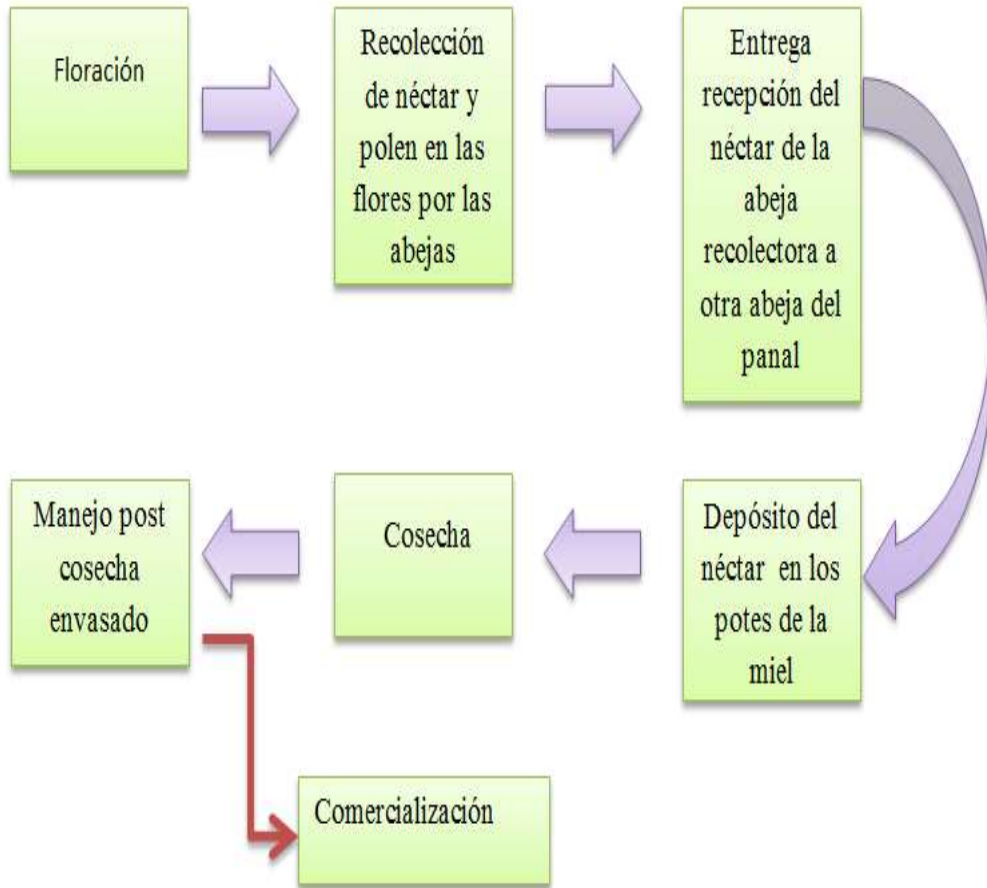 Floración
Recolección
de néctar y
polen en las
flores por las
abejas
Entrega
recepción del
néctar de la
abeja
recolectora a
otra abeja del
panal
Depósito del
néctar en los
potes de la
miel
Cosecha
Manejo post
cosecha
envasado
Comercialización